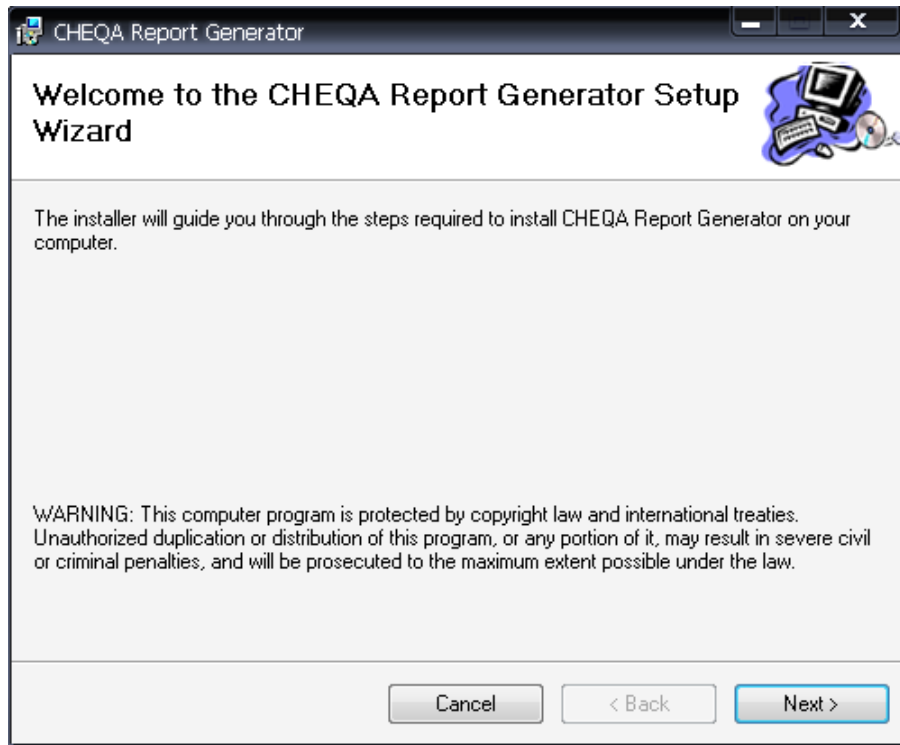 CHEQA Report Generator
Welcome to the CHEQA Report Generator Setup
Wizard
The installer will guide you through the steps required to install CHEQA Report Generator on your
computer.
WARNING: This computer program is protected by copyright law and international treaties.
Unauthorized duplication or distribution of this program, or any portion of it, may result in severe civil
or criminal penalties, and will be prosecuted to the maximum extent possible under the law.
Cancel
< Back
Next >